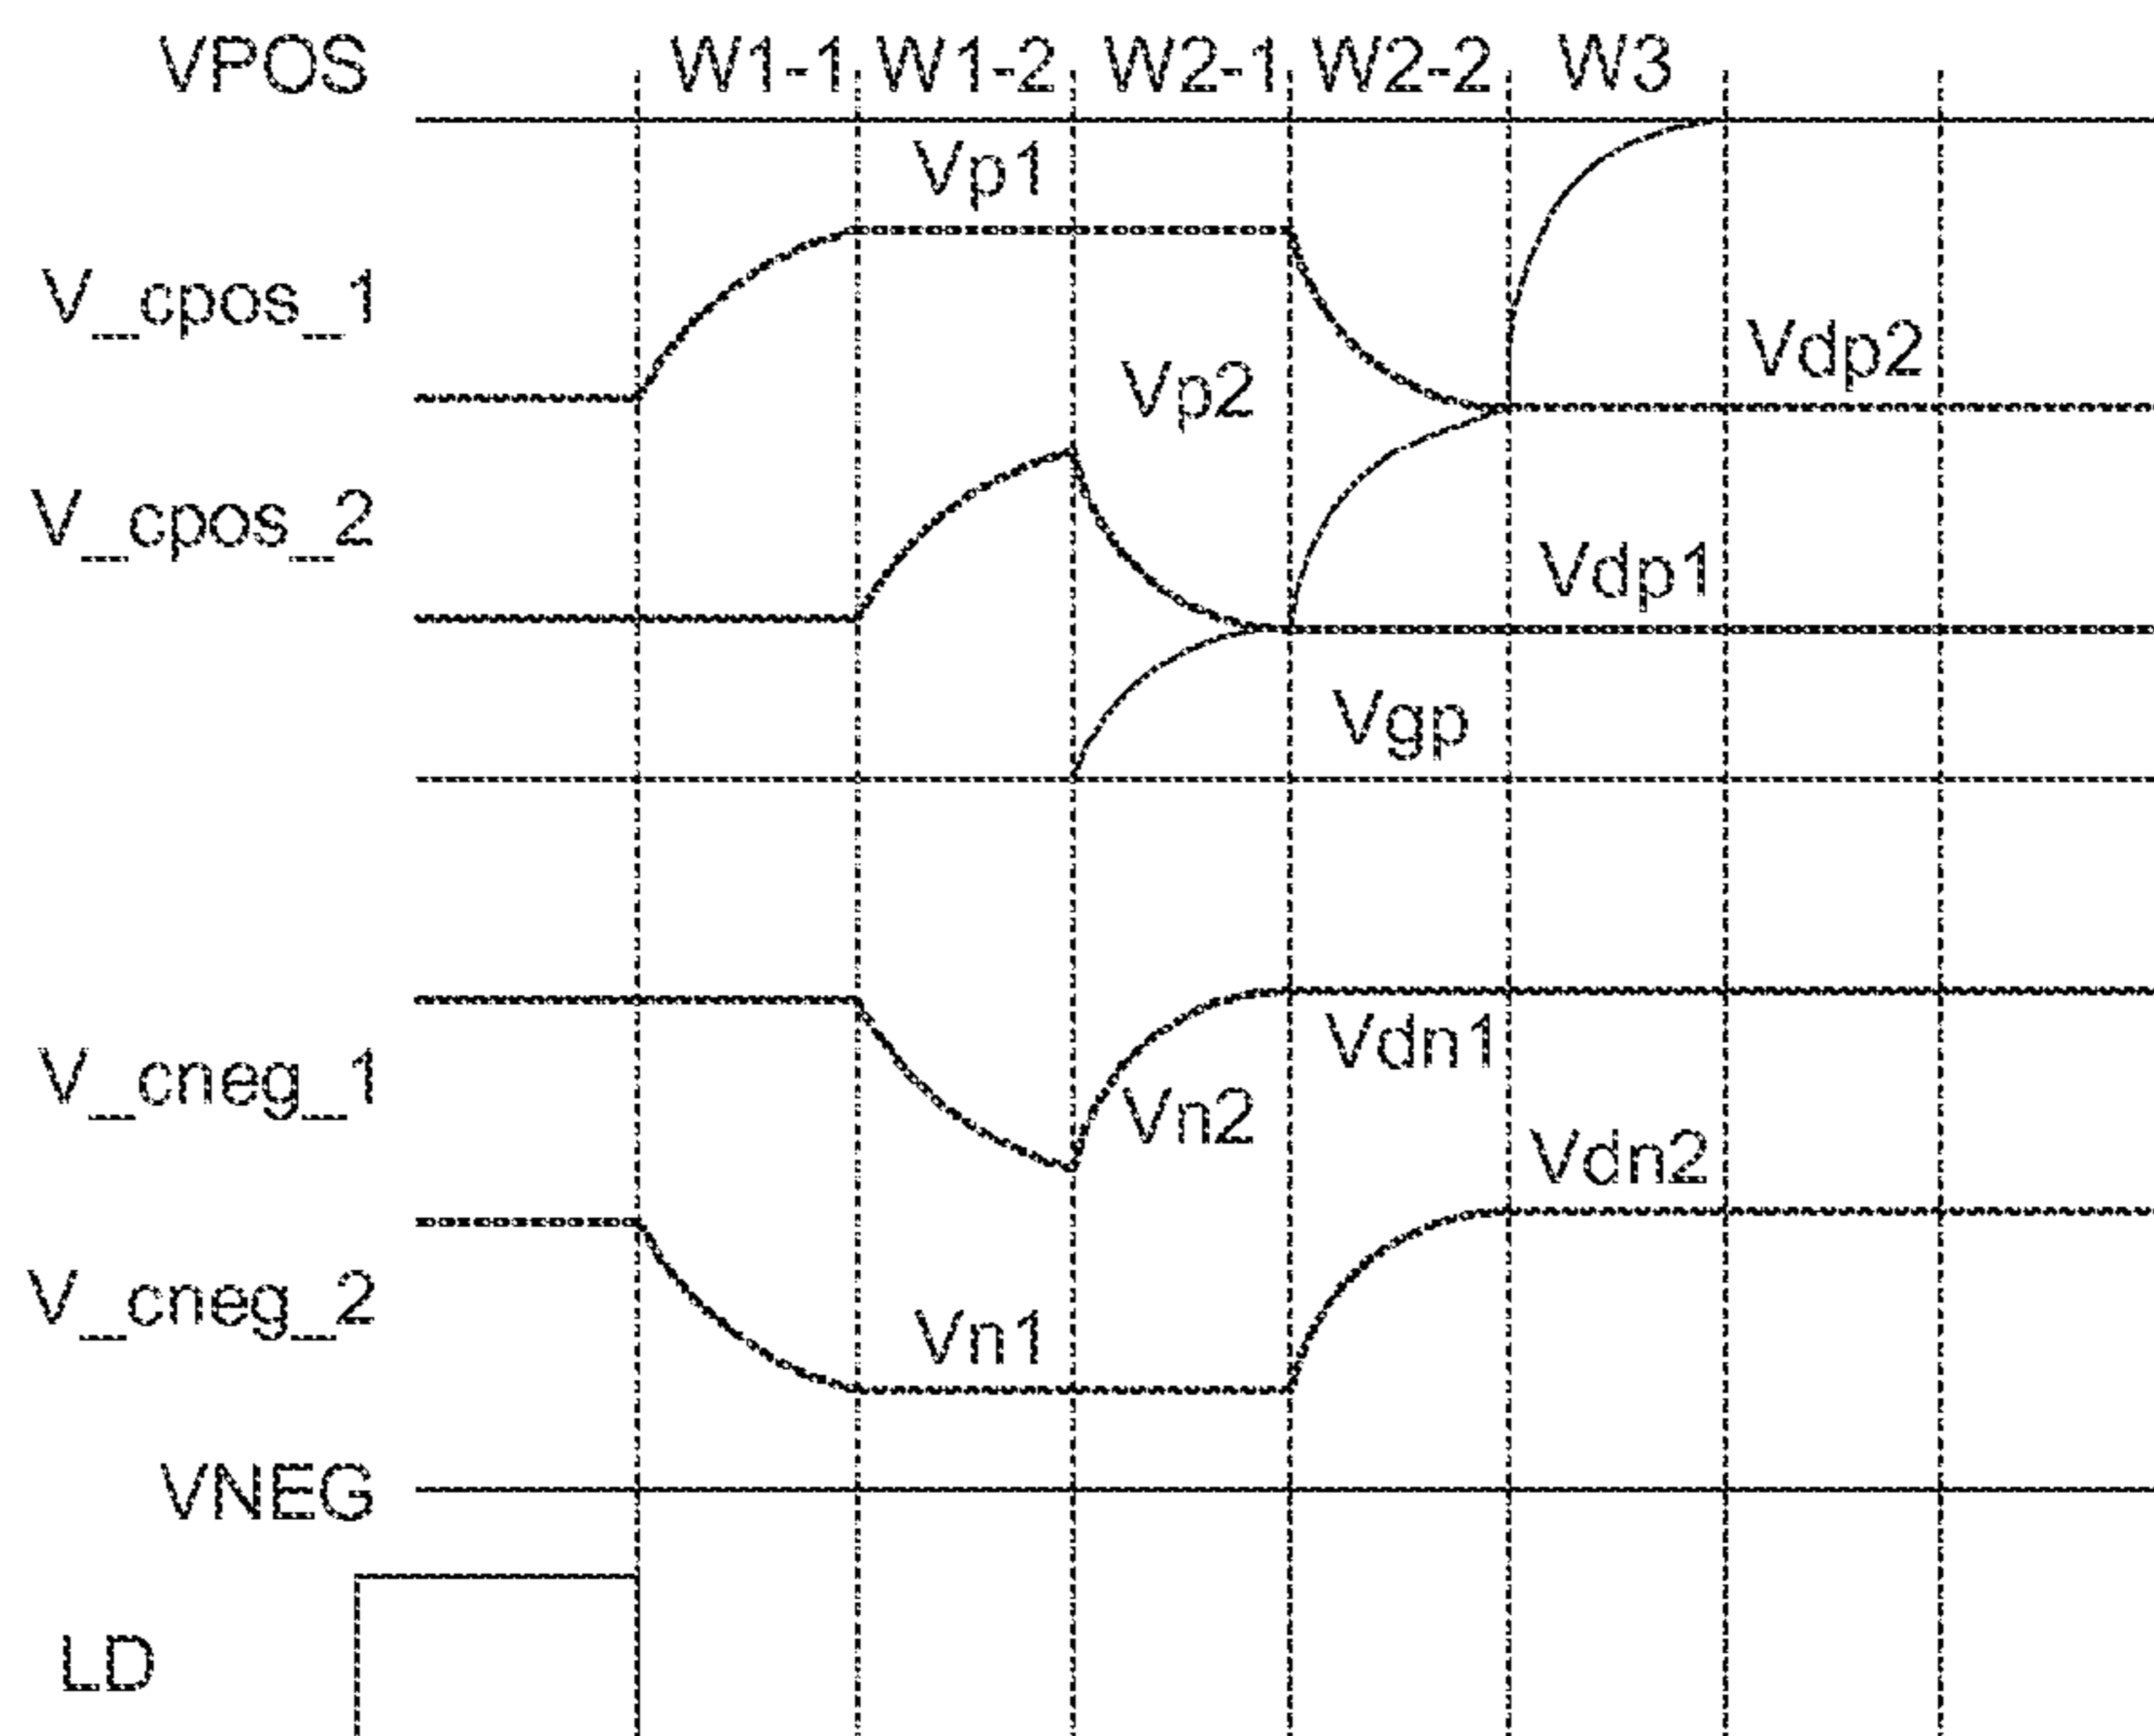 VPOS W1-1 W1-2 W2-1 W2-2 W3
Vp1
V_cpos_1
Vdp2
Vp2
V_cpos_2
Vdp1
Vgp
Vdn1
V_cneg_1
Vn2
Vdn2
V_cneg_2
Vn1
VNEG
LD